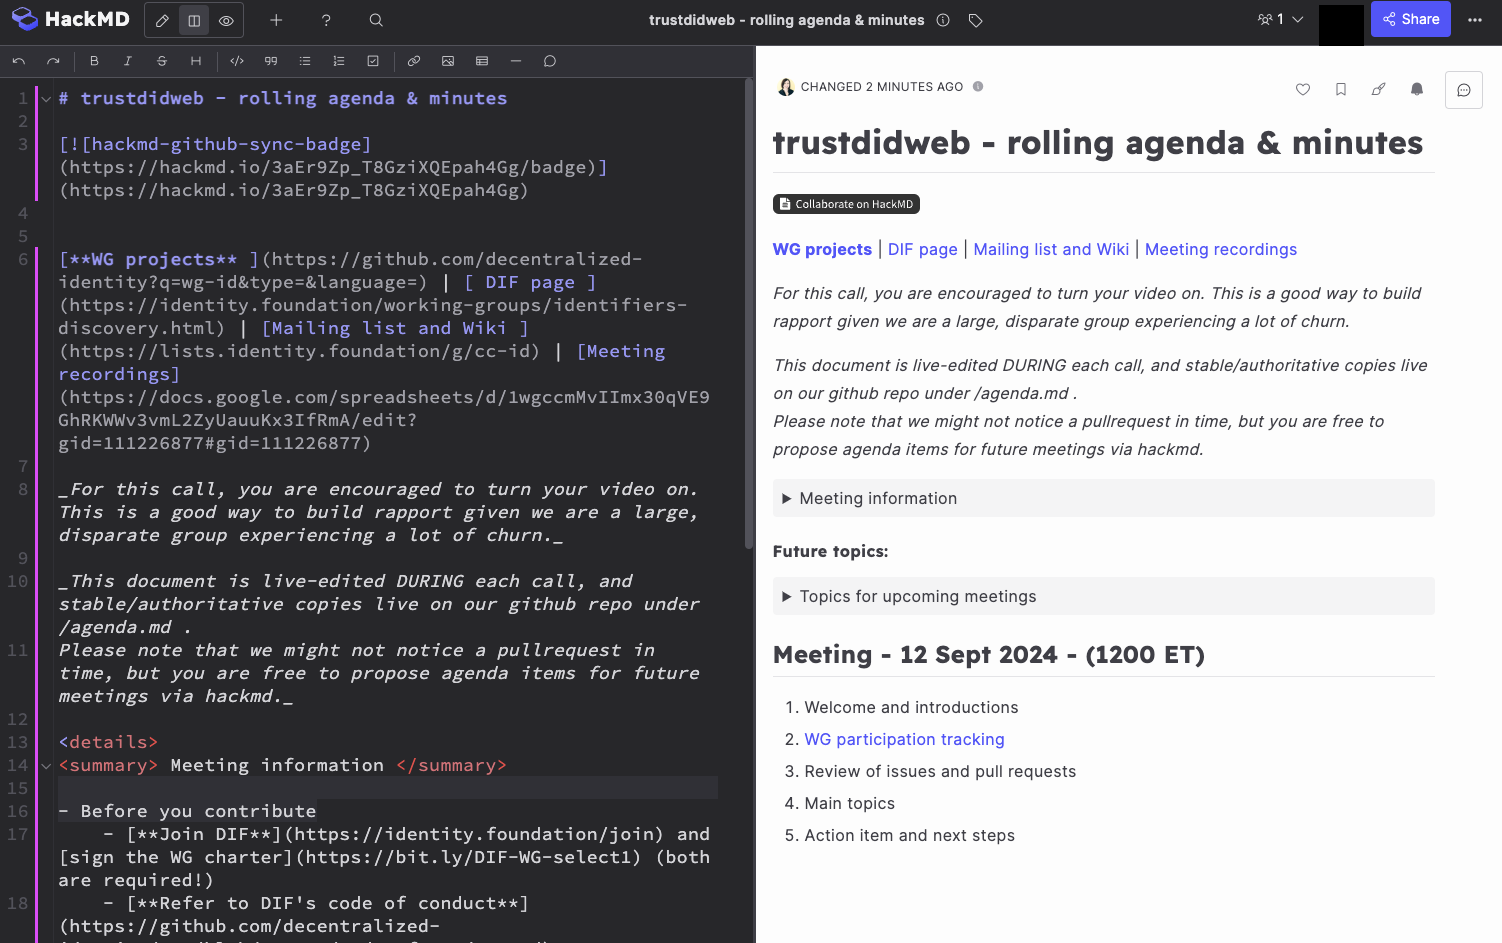 HackMD
trustdidweb - rolling agenda & minutes
1
Share
1 # trustdidweb - rolling agenda & minutes
2
3 [![hackmd-github-sync-badge]
(https://hackmd.io/3aEr9Zp_T8GziXQEpah4Gg/badge)]
(https://hackmd.io/3aEr9Zp_T8GziXQEpah4Gg)
4
5
6 [**WG projects** ](https://github.com/decentralized-
identity?q=wg-id&type=&language=) | [ DIF page ]
(https://identity.foundation/working-groups/identifiers-
discovery.html) | [Mailing list and Wiki ]
(https://lists.identity.foundation/g/cc-id) | [Meeting
recordings]
(https://docs.google.com/spreadsheets/d/1wgccmMvIImx30qVE9
GhRKWWv3vmL2ZyUauuKx3IfRmA/edit?
gid=111226877#gid=111226877)
7
8 _For this call, you are encouraged to turn your video on.
This is a good way to build rapport given we are a large,
disparate group experiencing a lot of churn._
9
10 _This document is live-edited DURING each call, and
stable/authoritative copies live on our github repo under
/agenda.md .
11 Please note that we might not notice a pullrequest in
time, but you are free to propose agenda items for future
meetings via hackmd._
12
13 <details>
14 <summary> Meeting information </summary>
15
16 - Before you contribute
17 - [**Join DIF**](https://identity.foundation/join) and
[sign the WG charter](https://bit.ly/DIF-WG-select1) (both
are required!)
18 - [**Refer to DIF's code of conduct**]
(https://github.com/decentralized-
CHANGED 2 MINUTES AGO
trustdidweb - rolling agenda & minutes
Collaborate on HackMD
WG projects | DIF page | Mailing list and Wiki | Meeting recordings
For this call, you are encouraged to turn your video on. This is a good way to build
rapport given we are a large, disparate group experiencing a lot of churn.
This document is live-edited DURING each call, and stable/authoritative copies live
on our github repo under /agenda.md .
Please note that we might not notice a pullrequest in time, but you are free to
propose agenda items for future meetings via hackmd.
Meeting information
Future topics:
Topics for upcoming meetings
Meeting - 12 Sept 2024 - (1200 ET)
1. Welcome and introductions
2. WG participation tracking
3. Review of issues and pull requests
4. Main topics
5. Action item and next steps